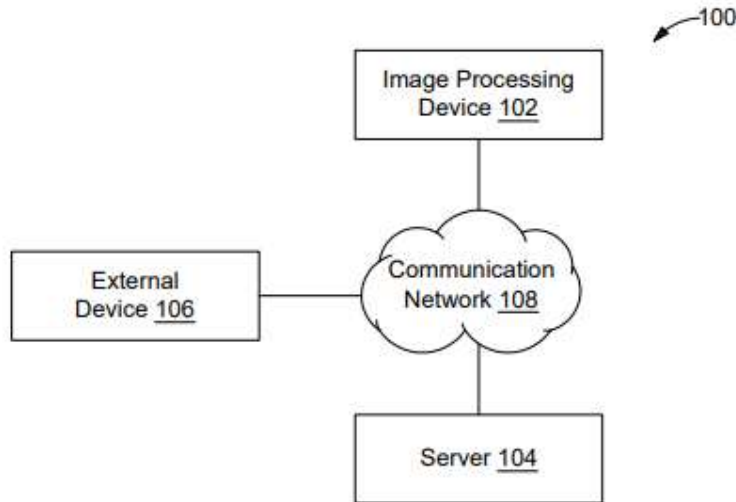 100
Image Processing
Device 102
Communication
Network 108
External
Device 106
Server 104